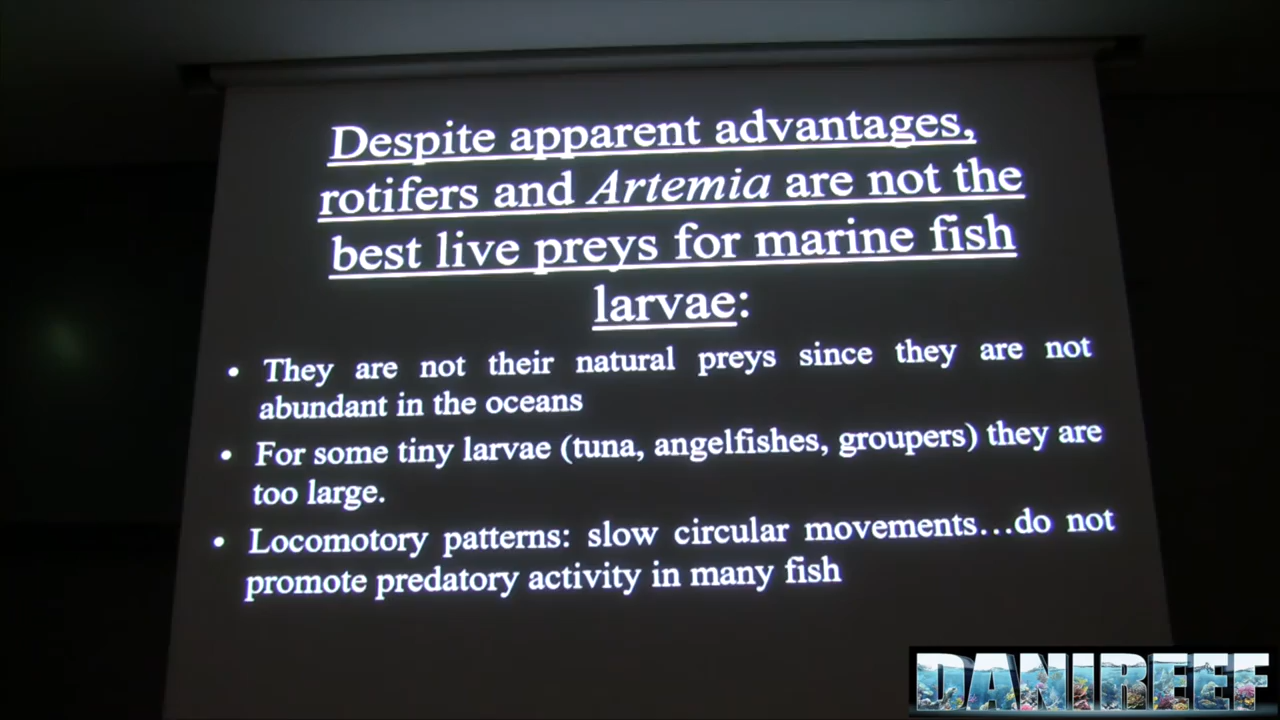 Despite apparent advantages,
rotifers and Artemia are not the
best live preys for marine fish
larvae:
• They are not their natural preys since they are not
abundant in the oceans
• For some tiny larvae (tuna, angelfishes, groupers) they are
too large.
• Locomotory patterns: slow circular movements...do not
promote predatory activity in many fish
DANIREEF